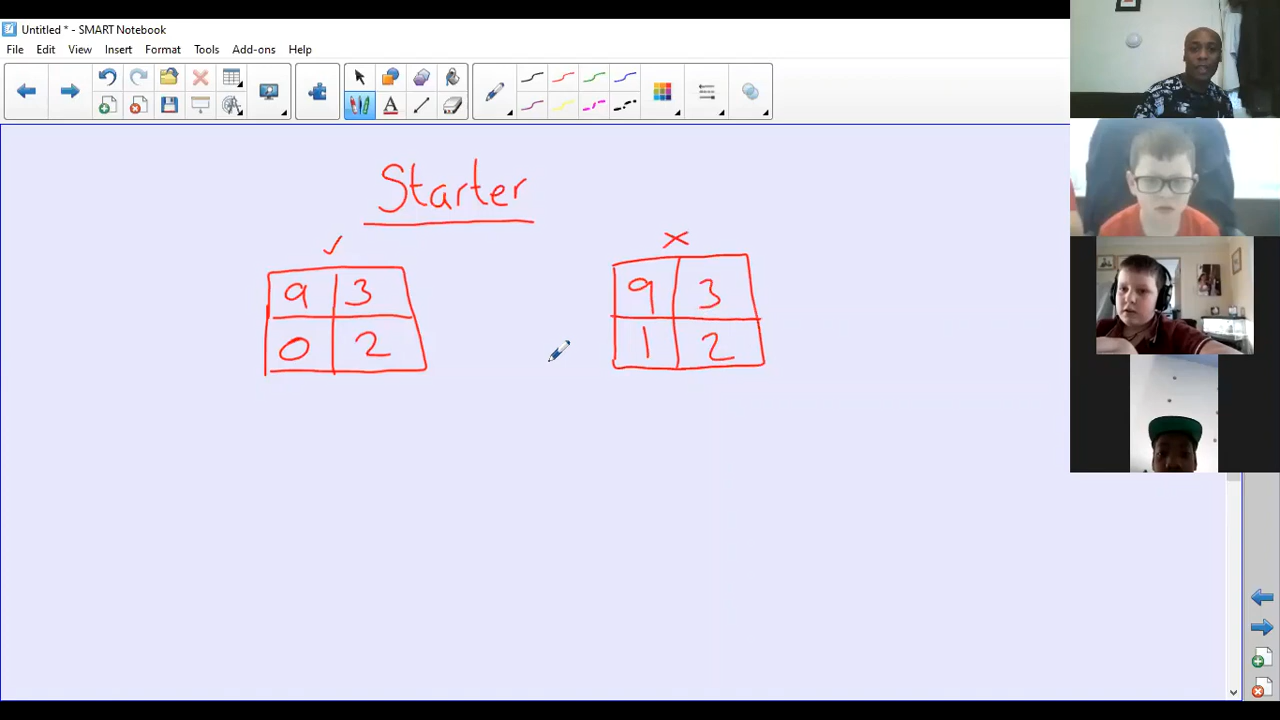 Untitled * - SMART Notebook
File Edit View Insert Format Tools Add-ons Help
Starter
✓ ×
9 3 9 3
0 2 1 2